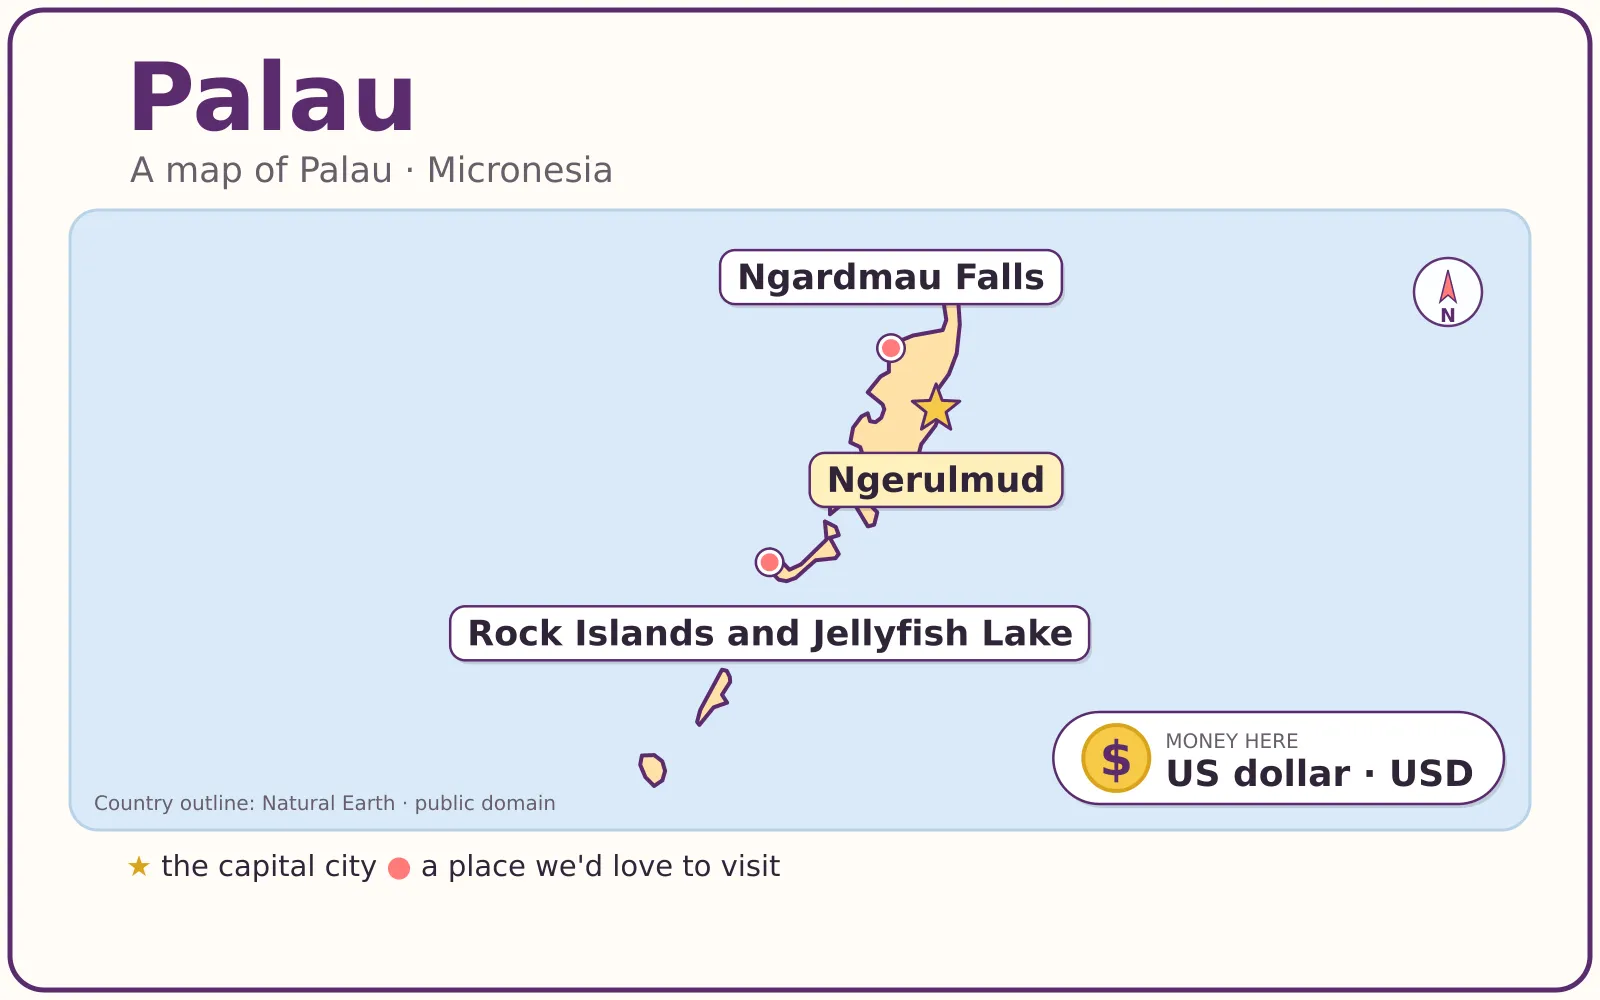 Palau
A map of Palau · Micronesia
Ngardmau Falls
N
Ngerulmud
Rock Islands and Jellyfish Lake
$
MONEY HERE
US dollar · USD
Country outline: Natural Earth · public domain
★ the capital city ● a place we'd love to visit